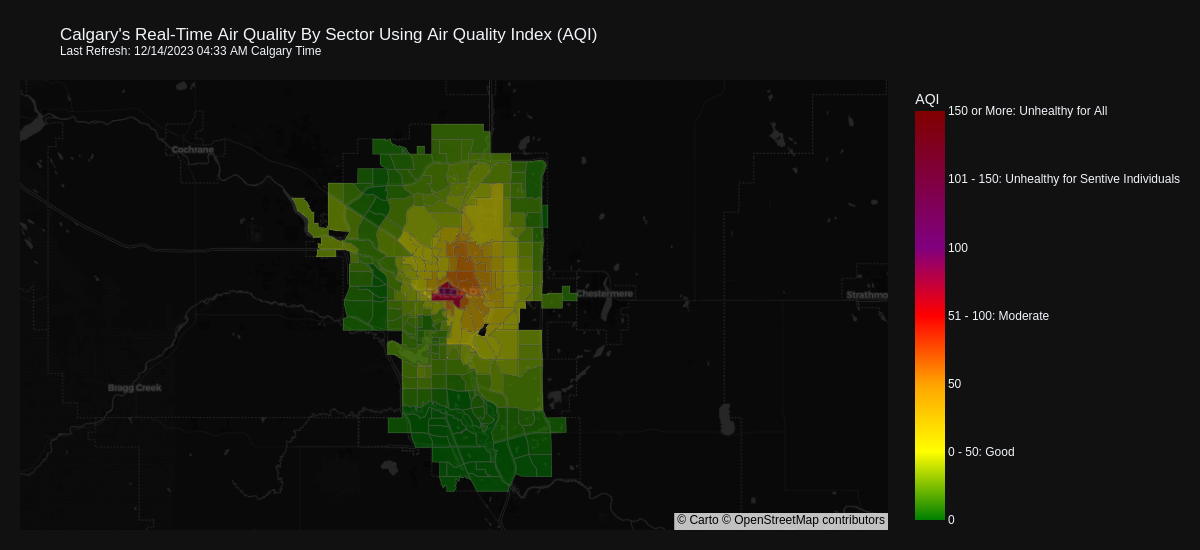 Calgary's Real-Time Air Quality By Sector Using Air Quality Index (AQI)
Last Refresh: 12/14/2023 04:33 AM Calgary Time
AQI
150 or More: Unhealthy for All
Cochrane
101 - 150: Unhealthy for Sentive Individuals
100
Chestermere
Strathmo
51 - 100: Moderate
Bragg Creek
50
0 - 50: Good
© Carto © OpenStreetMap contributors
0